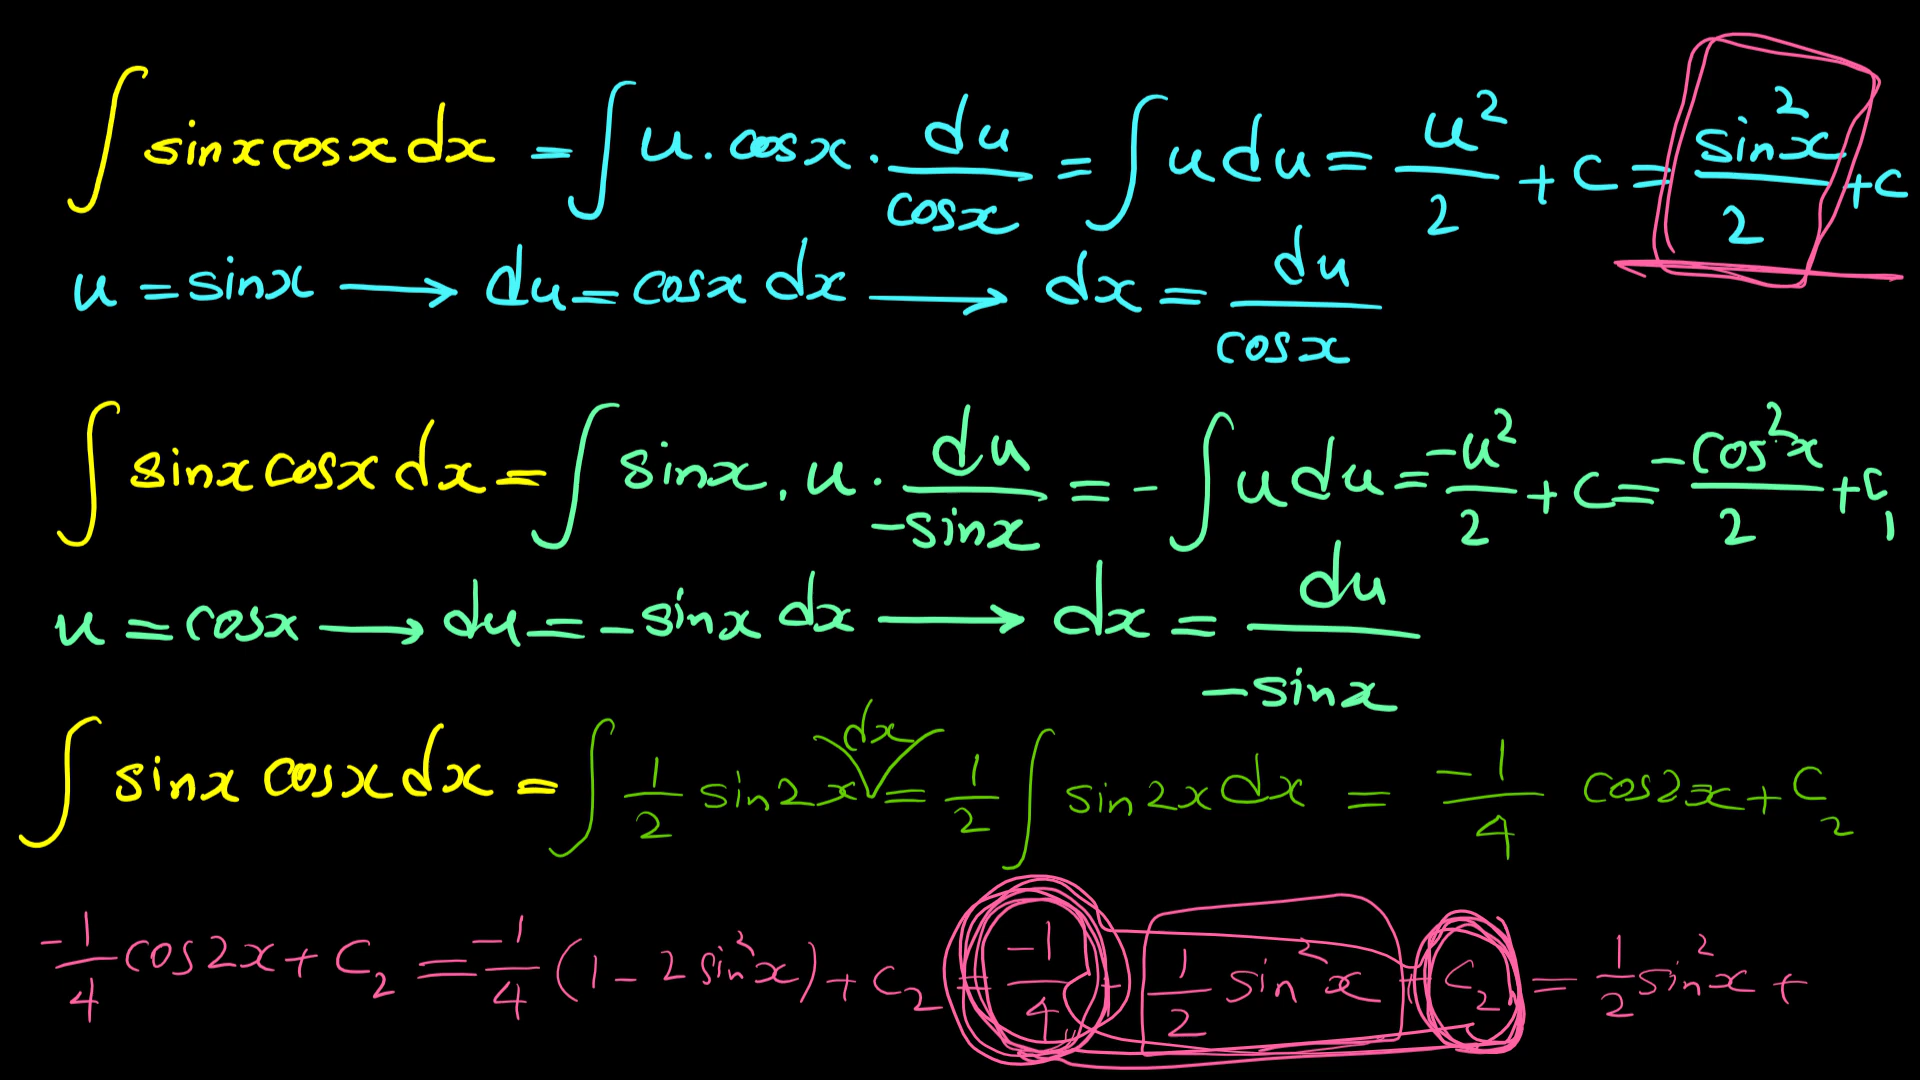 ∫ sinx cosx dx = ∫ u . cosx . du/cosx = ∫ u du = u²/2 + C = sin²x/2 + C
u = sinx → du = cosx dx → dx = du/cosx
∫ sinx cosx dx = ∫ sinx . u . du/-sinx = - ∫ u du = -u²/2 + C = -cos²x/2 + C₁
u = cosx → du = -sinx dx → dx = du/-sinx
∫ sinx cosx dx = ∫ 1/2 sin2x dx = 1/2 ∫ sin2x dx = -1/4 cos2x + C₂
-1/4 cos2x + C₂ = -1/4 (1 - 2 sin²x) + C₂ = -1/4 + 1/2 sin²x + C₂ = 1/2 sin²x +